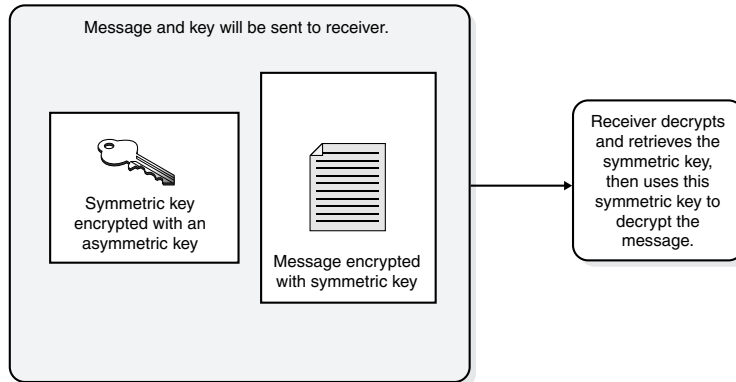 Message and key will be sent to receiver.
Symmetric key
encrypted with an
asymmetric key
Message encrypted
with symmetric key
Receiver decrypts
and retrieves the
symmetric key,
then uses this
symmetric key to
decrypt the
message.